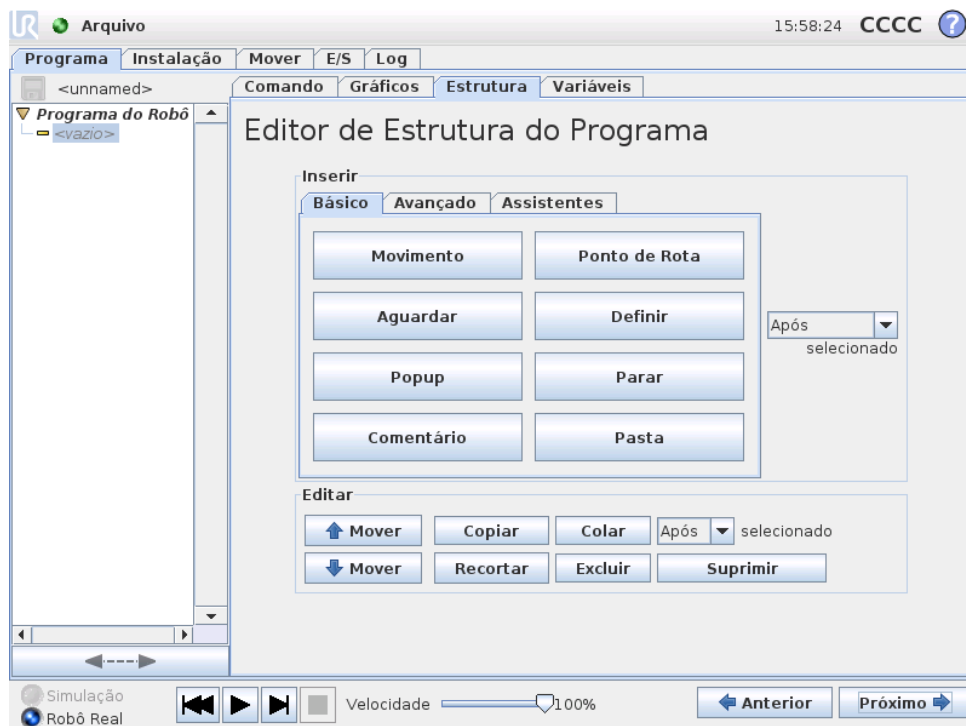 UR Arquivo 15:58:24 CCCC ?
Programa Instalação Mover E/S Log
<unnamed> Comando Gráficos Estrutura Variáveis
Programa do Robô
<vazio>
Editor de Estrutura do Programa
Inserir
Básico Avançado Assistentes
Movimento Ponto de Rota
Aguardar Definir
Após
selecionado
Popup Parar
Comentário Pasta
Editar
Mover Copiar Colar Após selecionado
Mover Recortar Excluir Suprimir
Simulação
Robô Real
Velocidade 100% Anterior Próximo